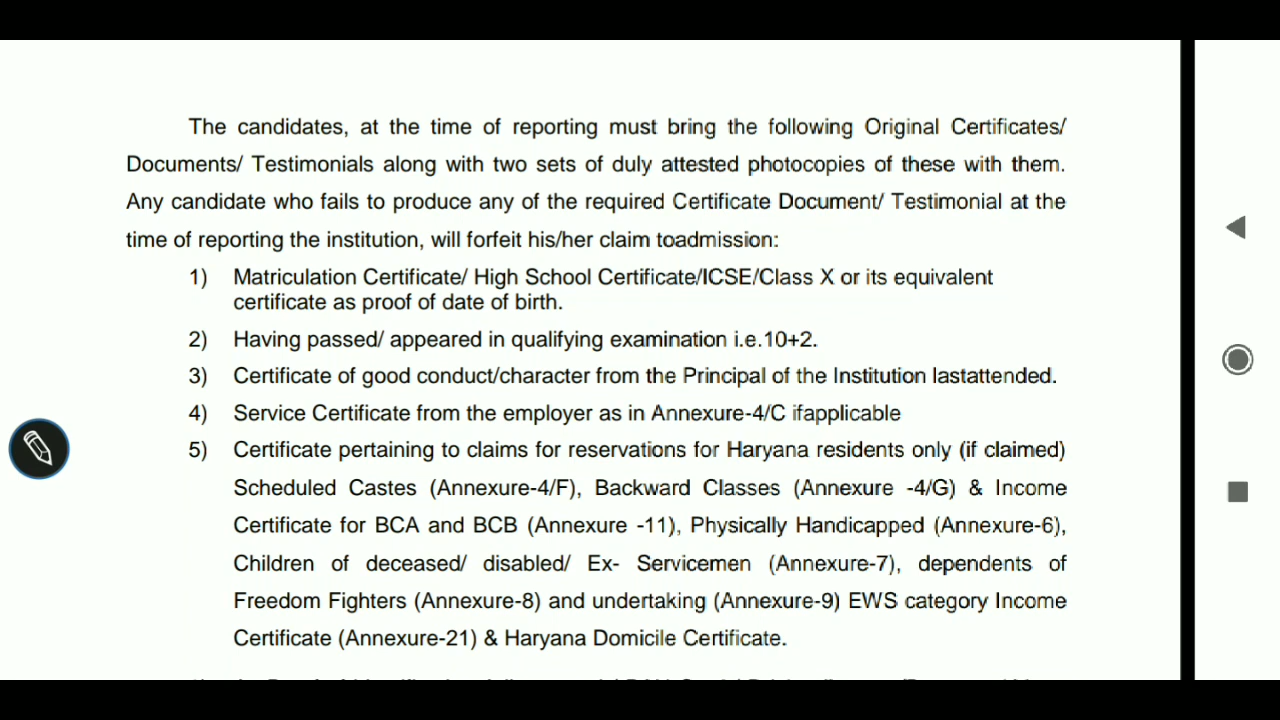 The candidates, at the time of reporting must bring the following Original Certificates/
Documents/ Testimonials along with two sets of duly attested photocopies of these with them.
Any candidate who fails to produce any of the required Certificate Document/ Testimonial at the
time of reporting the institution, will forfeit his/her claim toadmission:
1) Matriculation Certificate/ High School Certificate/ICSE/Class X or its equivalent
certificate as proof of date of birth.
2) Having passed/ appeared in qualifying examination i.e.10+2.
3) Certificate of good conduct/character from the Principal of the Institution lastattended.
4) Service Certificate from the employer as in Annexure-4/C ifapplicable
5) Certificate pertaining to claims for reservations for Haryana residents only (if claimed)
Scheduled Castes (Annexure-4/F), Backward Classes (Annexure -4/G) & Income
Certificate for BCA and BCB (Annexure -11), Physically Handicapped (Annexure-6),
Children of deceased/ disabled/ Ex- Servicemen (Annexure-7), dependents of
Freedom Fighters (Annexure-8) and undertaking (Annexure-9) EWS category Income
Certificate (Annexure-21) & Haryana Domicile Certificate.